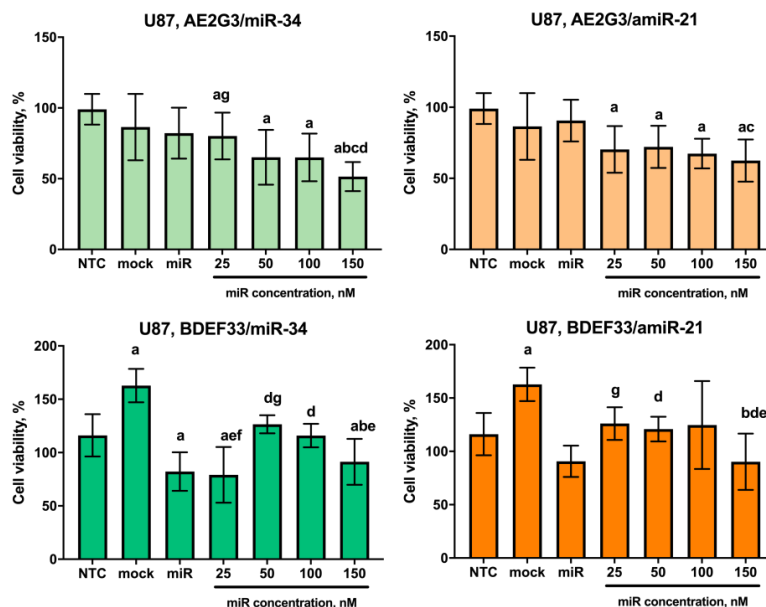 U87, AE2G3/miR-34
Cell viability, %
150
100
50
0
ag
a
a
abcd
NTC mock miR 25 50 100 150
miR concentration, nM
U87, AE2G3/amiR-21
Cell viability, %
150
100
50
0
a
a
a
ac
NTC mock miR 25 50 100 150
miR concentration, nM
U87, BDEF33/miR-34
Cell viability, %
200
150
100
50
0
a
a
aef
dg
d
abe
NTC mock miR 25 50 100 150
miR concentration, nM
U87, BDEF33/amiR-21
Cell viability, %
200
150
100
50
0
a
g
d
bde
NTC mock miR 25 50 100 150
miR concentration, nM